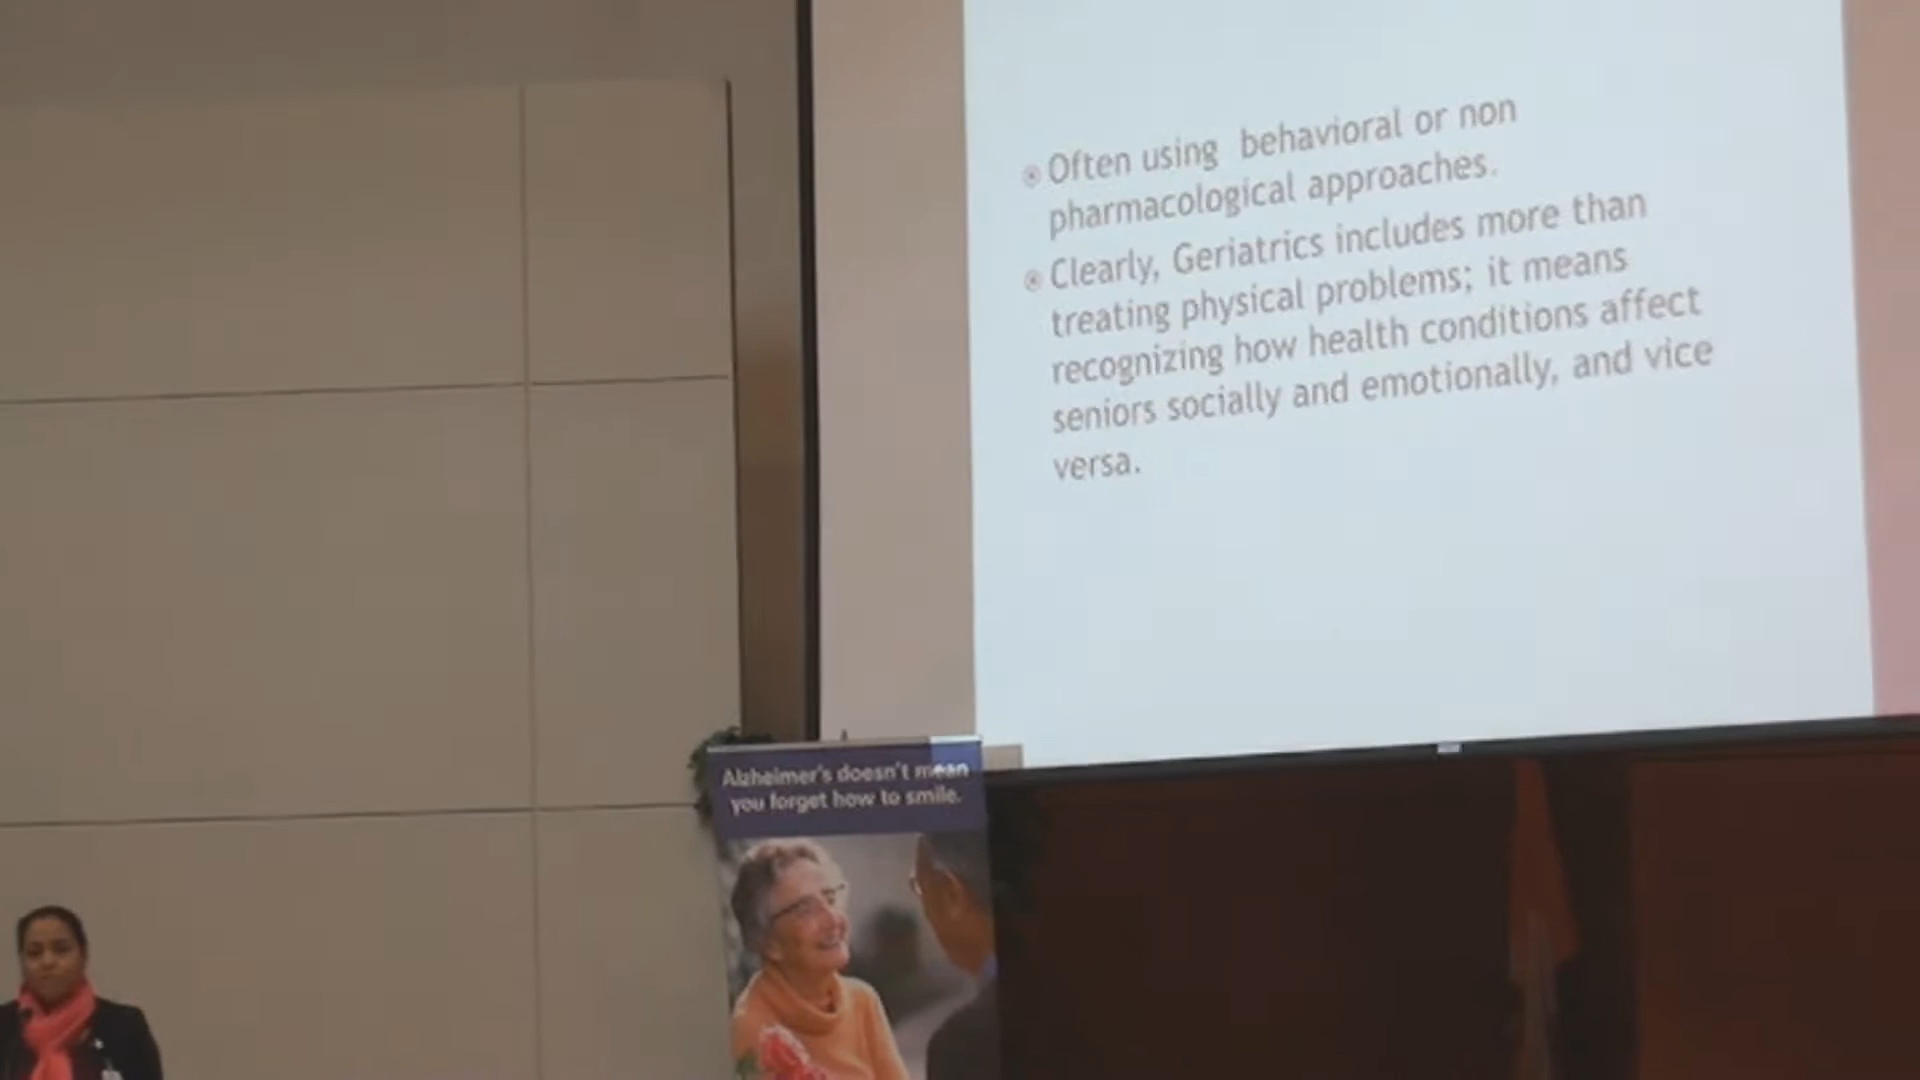 Often using behavioral or non
pharmacological approaches.
Clearly, Geriatrics includes more than
treating physical problems; it means
recognizing how health conditions affect
seniors socially and emotionally, and vice
versa.
Alzheimer's doesn't mean
you forget how to smile.